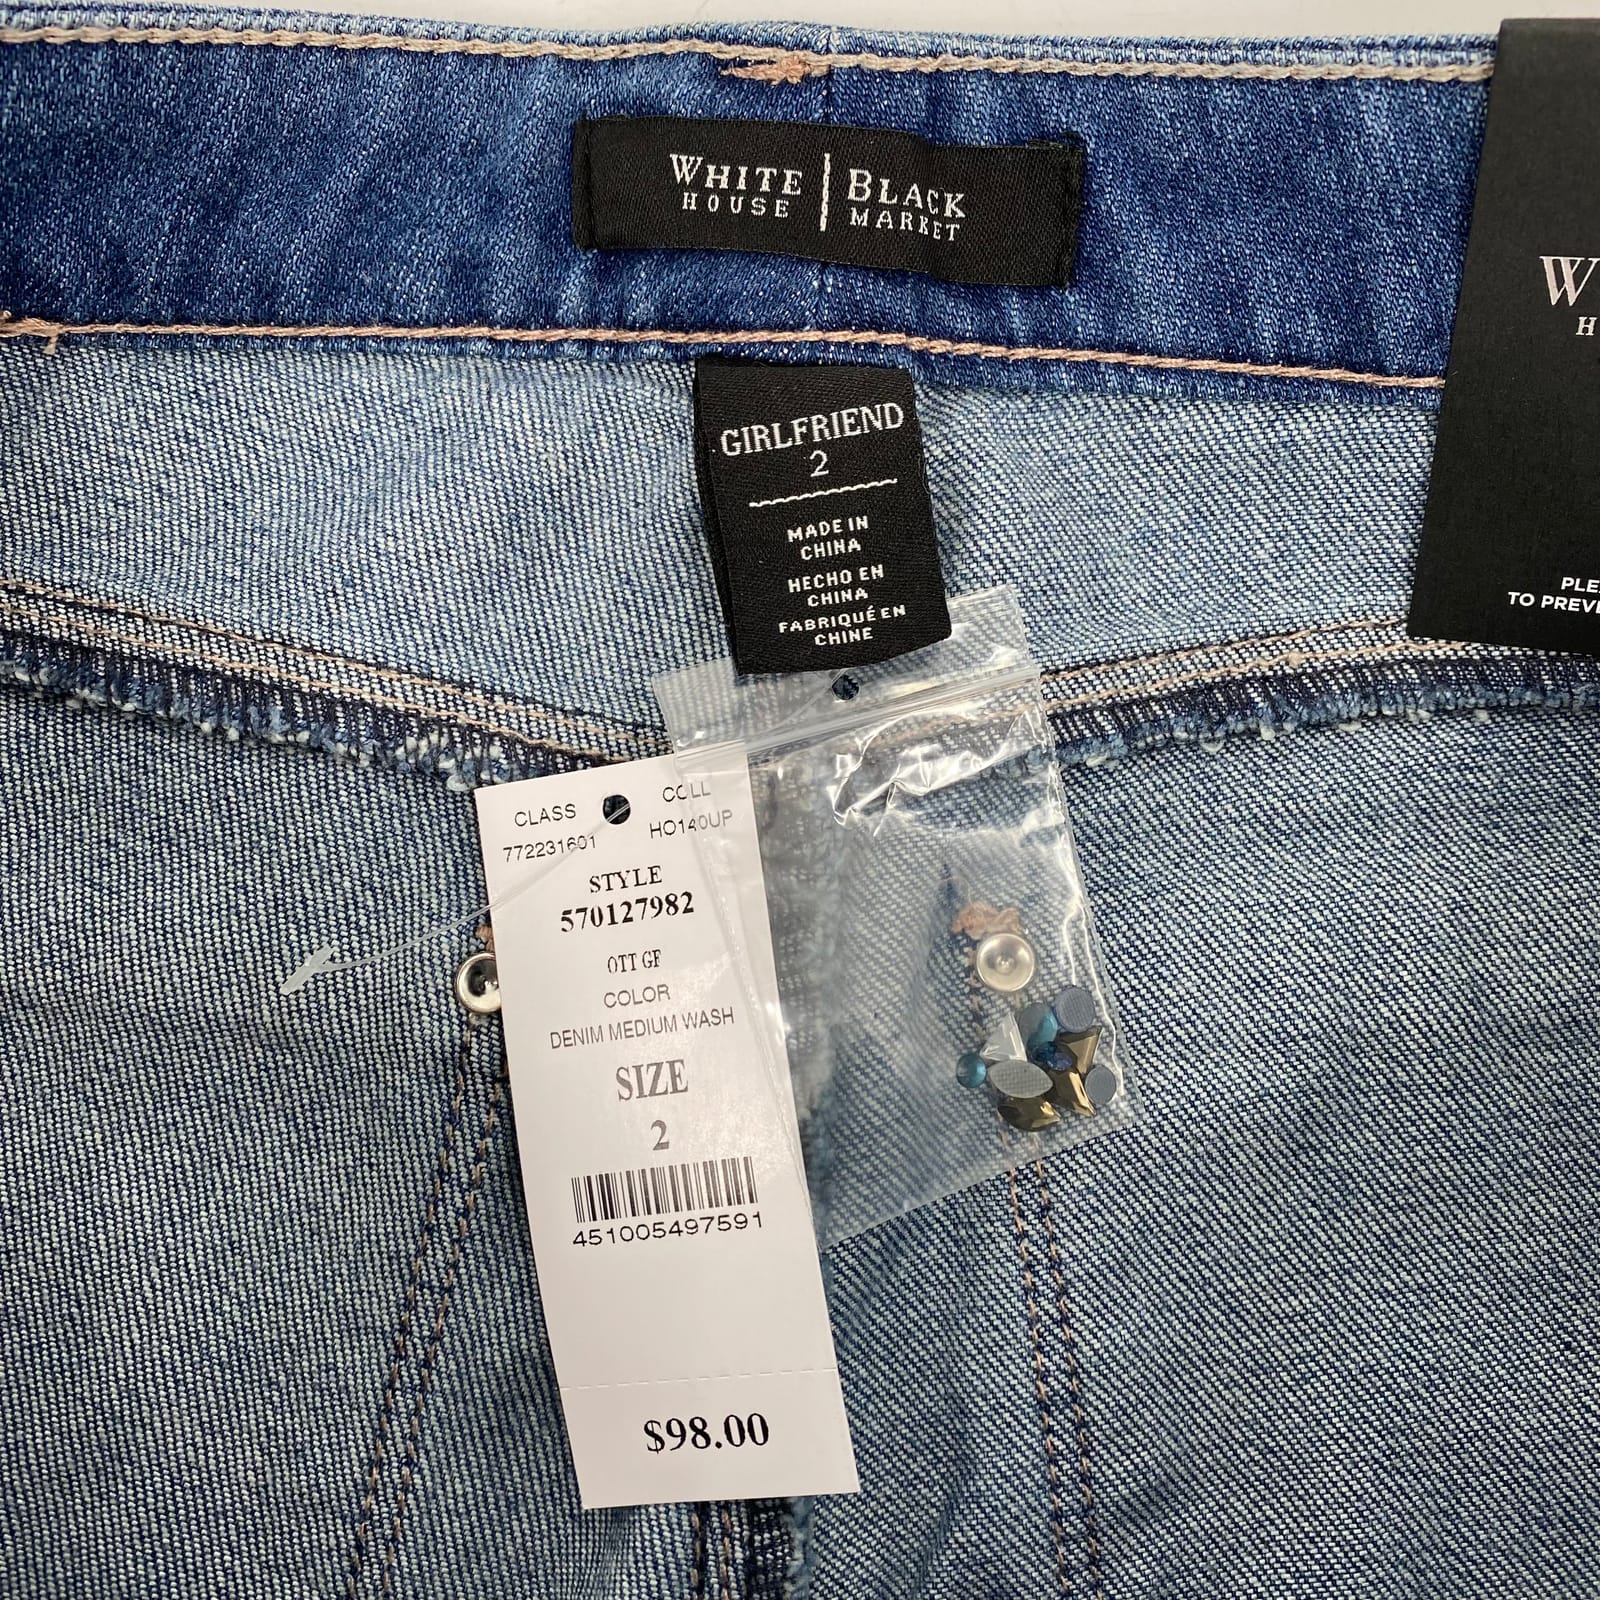 WHITE | BLACK
HOUSE | MARKET
GIRLFRIEND
2
MADE IN
CHINA
HECHO EN
CHINA
FABRIQUÉ EN
CHINE
CLASS COLL
772231601 HO140UP
STYLE
570127982
OTT GF
COLOR
DENIM MEDIUM WASH
SIZE
2
451005497591
$98.00
W
H
PLE
TO PREV